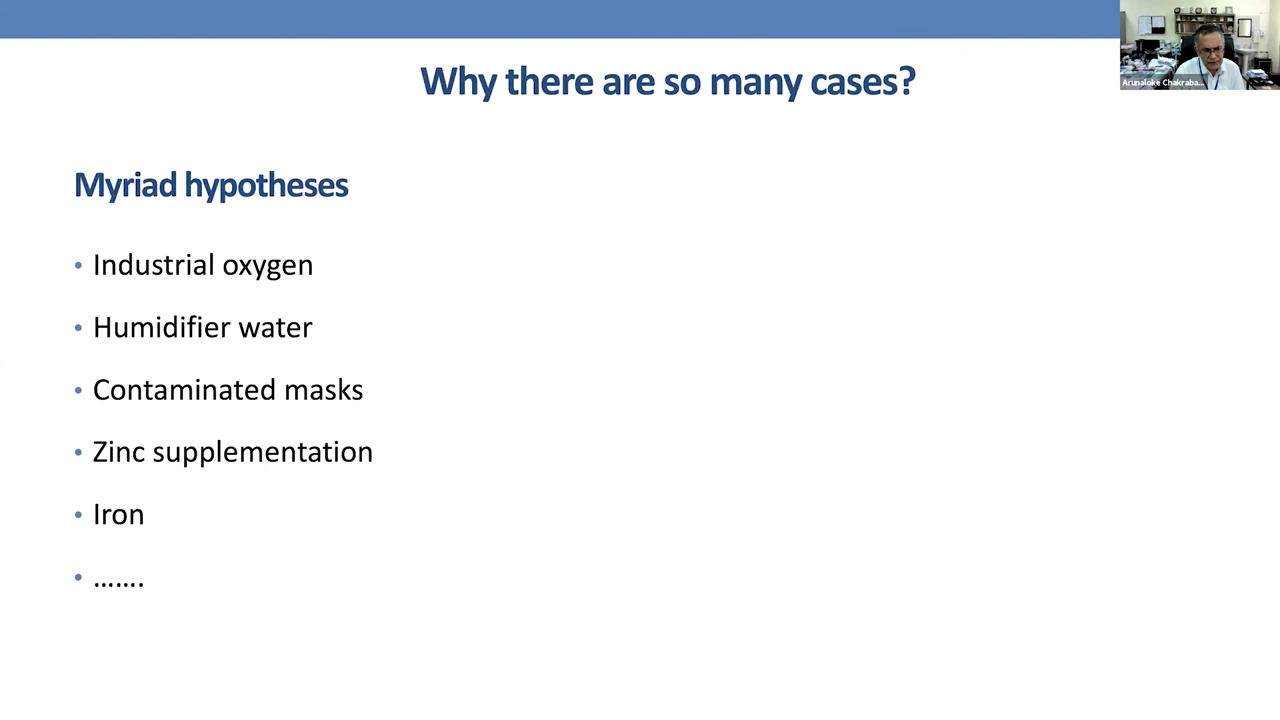 Why there are so many cases?
Arunaloke Chakraba...
Myriad hypotheses
• Industrial oxygen
• Humidifier water
• Contaminated masks
• Zinc supplementation
• Iron
• .......